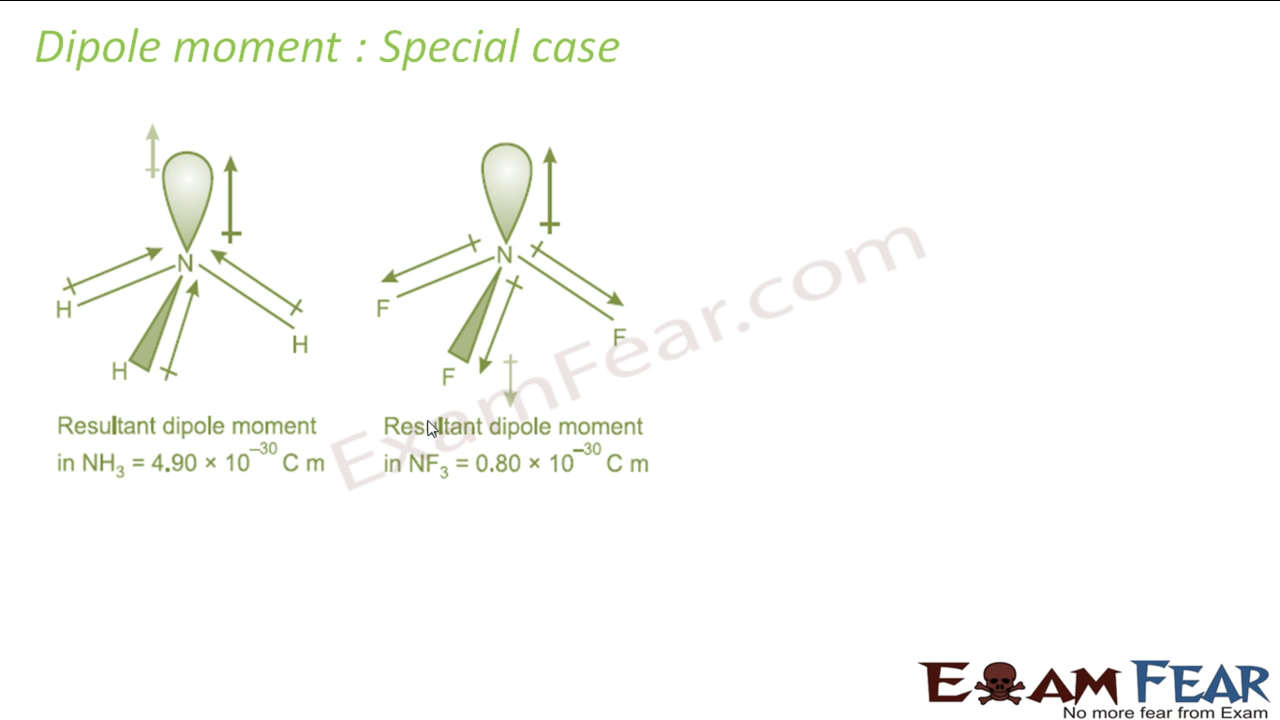 Dipole moment : Special case
N
N
H
H
H
F
F
F
Resultant dipole moment
in NH₃ = 4.90 × 10⁻³⁰ C m
Resultant dipole moment
in NF₃ = 0.80 × 10⁻³⁰ C m
ExamFear.com
EXAM FEAR
No more fear from Exam